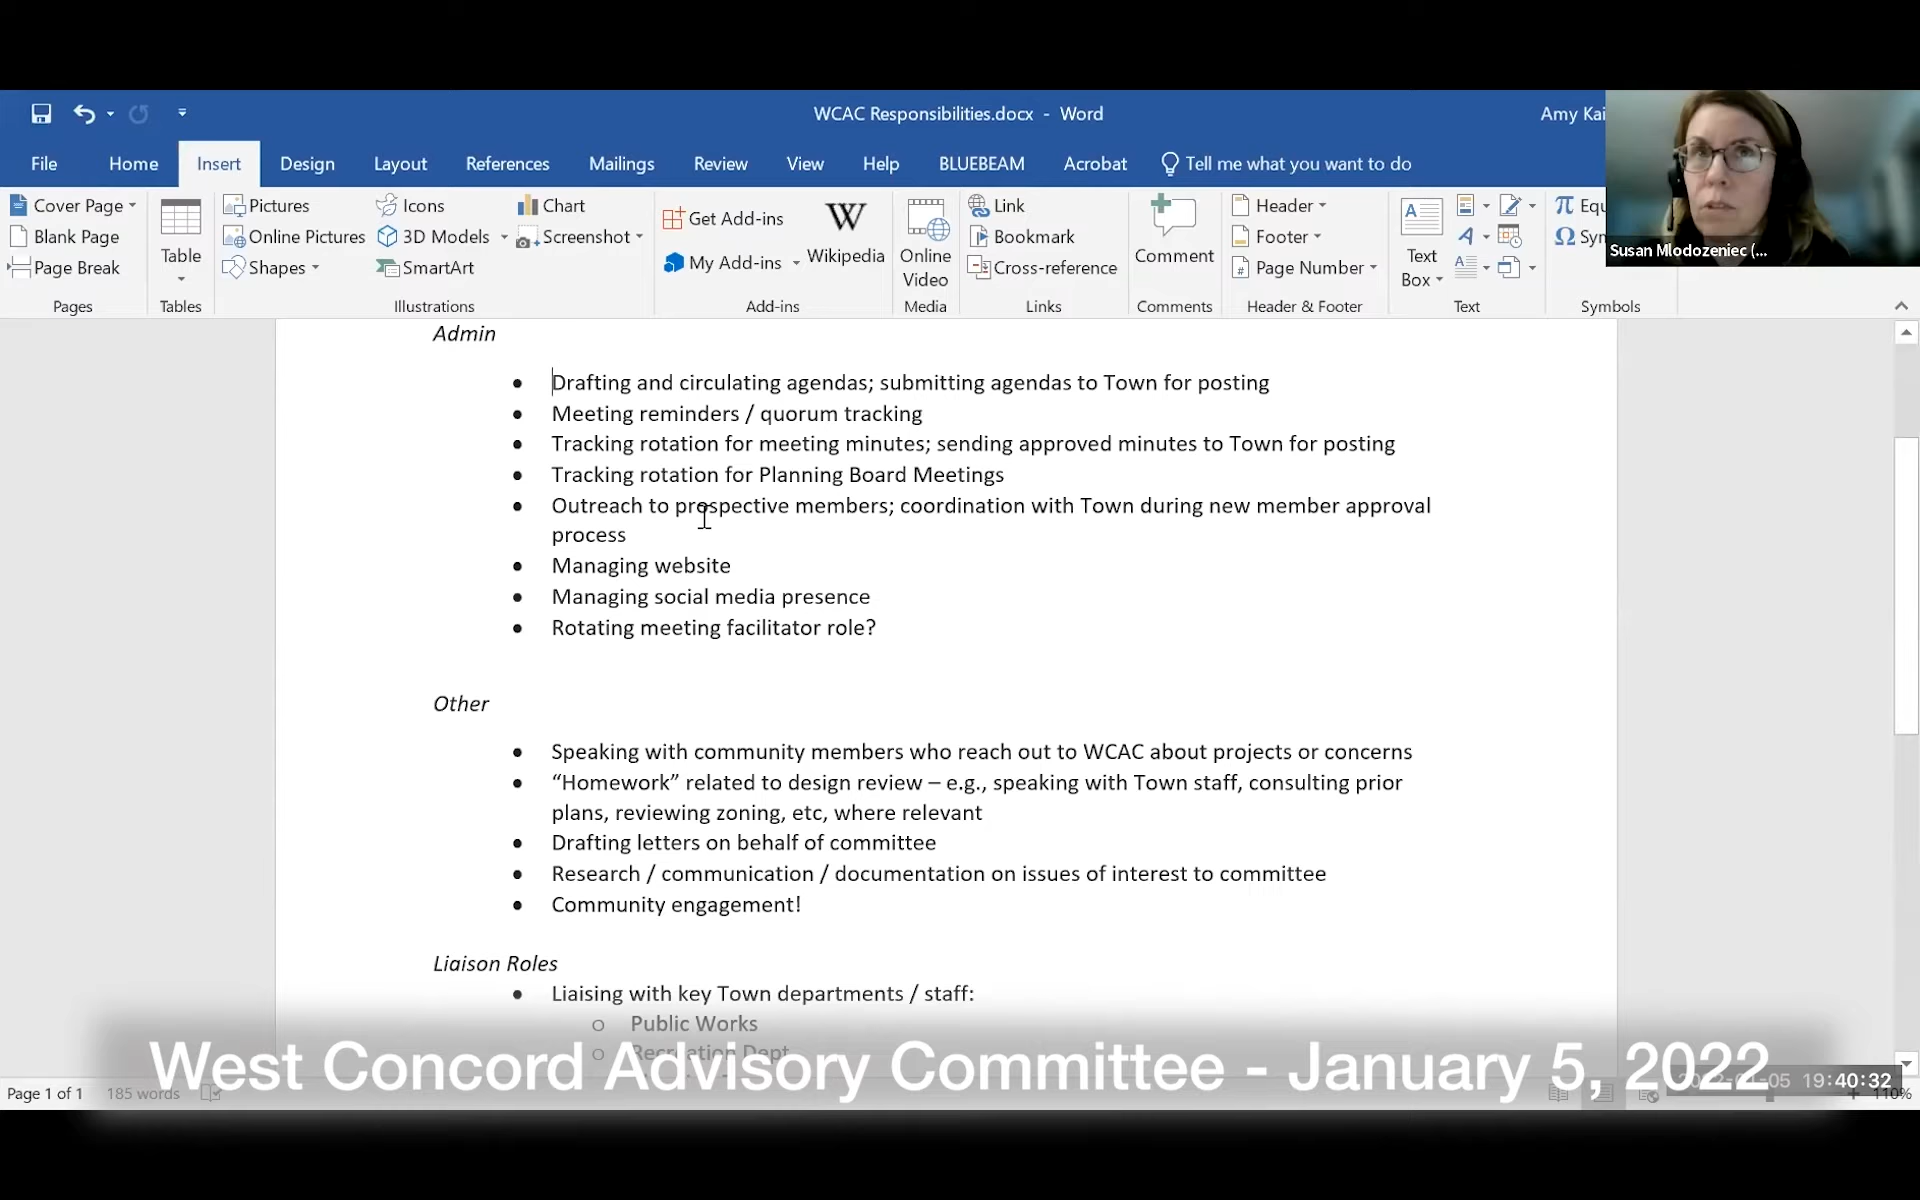 WCAC Responsibilities.docx - Word
Amy Kai
File Home Insert Design Layout References Mailings Review View Help BLUEBEAM Acrobat Tell me what you want to do
Cover Page
Blank Page
Page Break
Pages
Table
Tables
Pictures
Online Pictures
Shapes
Icons
3D Models
SmartArt
Chart
Screenshot
Illustrations
Get Add-ins
My Add-ins
W
Wikipedia
Add-ins
Online
Video
Media
Link
Bookmark
Cross-reference
Links
Comment
Comments
Header
Footer
Page Number
Header & Footer
A
Text
Box
Text
π Equ
Ω Sym
Symbols
Susan Mlodozeniec (...
Admin
• Drafting and circulating agendas; submitting agendas to Town for posting
• Meeting reminders / quorum tracking
• Tracking rotation for meeting minutes; sending approved minutes to Town for posting
• Tracking rotation for Planning Board Meetings
• Outreach to prospective members; coordination with Town during new member approval
process
• Managing website
• Managing social media presence
• Rotating meeting facilitator role?
Other
• Speaking with community members who reach out to WCAC about projects or concerns
• “Homework” related to design review – e.g., speaking with Town staff, consulting prior
plans, reviewing zoning, etc, where relevant
• Drafting letters on behalf of committee
• Research / communication / documentation on issues of interest to committee
• Community engagement!
Liaison Roles
• Liaising with key Town departments / staff:
o Public Works
o Recreation Dept
West Concord Advisory Committee - January 5, 2022
Page 1 of 1 185 words
2022-01-05 19:40:32
110%